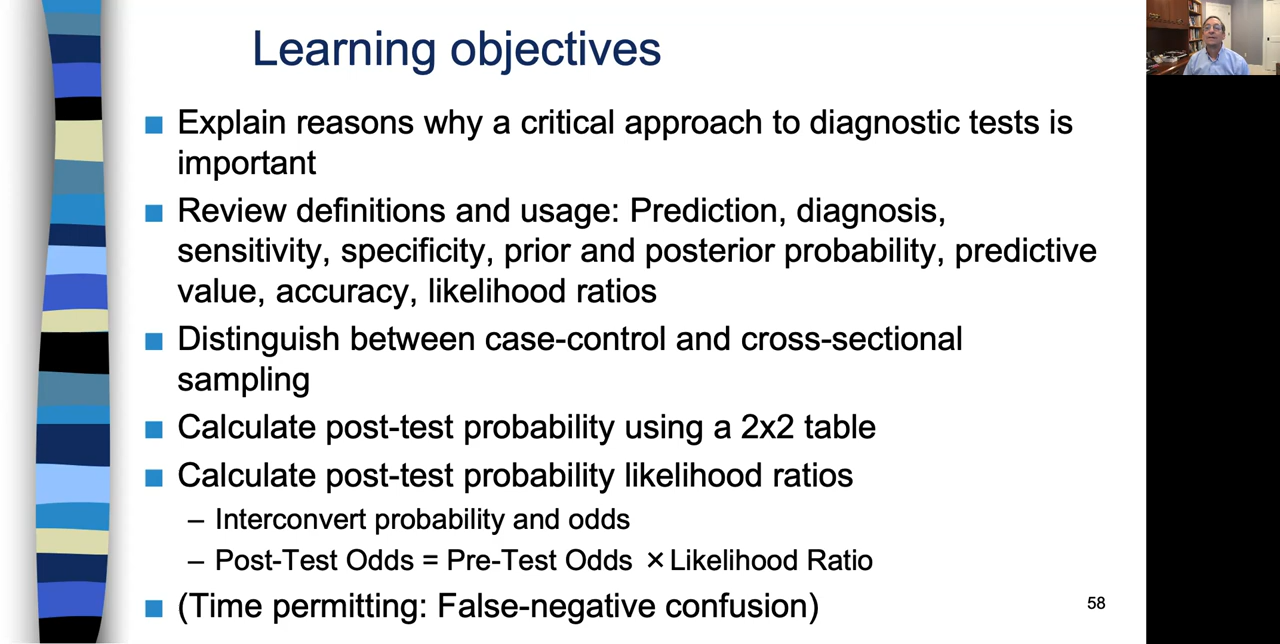 Learning objectives
Explain reasons why a critical approach to diagnostic tests is
important
Review definitions and usage: Prediction, diagnosis,
sensitivity, specificity, prior and posterior probability, predictive
value, accuracy, likelihood ratios
Distinguish between case-control and cross-sectional
sampling
Calculate post-test probability using a 2x2 table
Calculate post-test probability likelihood ratios
– Interconvert probability and odds
– Post-Test Odds = Pre-Test Odds × Likelihood Ratio
(Time permitting: False-negative confusion)
58